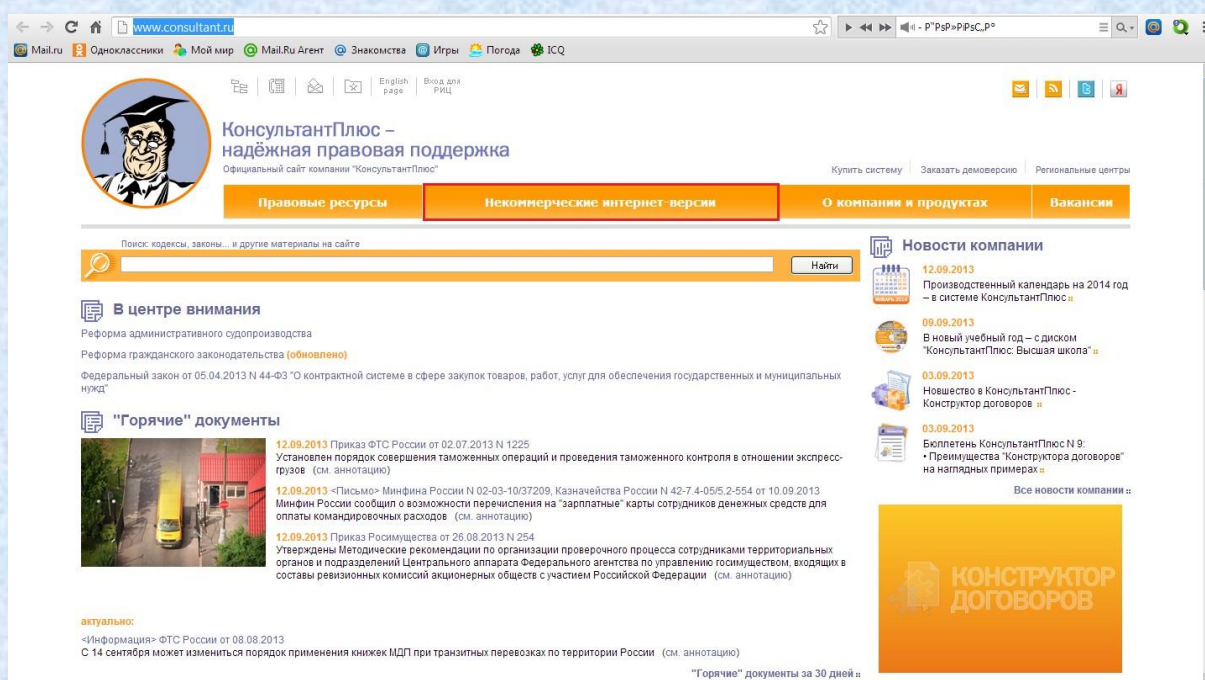 www.consultant.ru
- Р"РѕР»РіРѕС„Р°
Mail.ru Одноклассники Мой мир Mail.Ru Агент Знакомства Игры Погода ICQ
English page
Вход для РИЦ
КонсультантПлюс –
надёжная правовая поддержка
Официальный сайт компании "КонсультантПлюс"
Купить систему Заказать демоверсию Региональные центры
Правовые ресурсы Некоммерческие интернет-версии О компании и продуктах Вакансии
Поиск: кодексы, законы... и другие материалы на сайте
Найти
В центре внимания
Реформа административного судопроизводства
Реформа гражданского законодательства (обновлено)
Федеральный закон от 05.04.2013 N 44-ФЗ "О контрактной системе в сфере закупок товаров, работ, услуг для обеспечения государственных и муниципальных
нужд"
"Горячие" документы
12.09.2013 Приказ ФТС России от 02.07.2013 N 1225
Установлен порядок совершения таможенных операций и проведения таможенного контроля в отношении экспресс-
грузов (см. аннотацию)
12.09.2013 <Письмо> Минфина России N 02-03-10/37209, Казначейства России N 42-7.4-05/5.2-554 от 10.09.2013
Минфин России сообщил о возможности перечисления на "зарплатные" карты сотрудников денежных средств для
оплаты командировочных расходов (см. аннотацию)
12.09.2013 Приказ Росимущества от 26.08.2013 N 254
Утверждены Методические рекомендации по организации проверочного процесса сотрудниками территориальных
органов и подразделений Центрального аппарата Федерального агентства по управлению госимуществом, входящих в
составы ревизионных комиссий акционерных обществ с участием Российской Федерации (см. аннотацию)
актуально:
<Информация> ФТС России от 08.08.2013
С 14 сентября может измениться порядок применения книжек МДП при транзитных перевозках по территории России (см. аннотацию)
"Горячие" документы за 30 дней
Новости компании
12.09.2013
Производственный календарь на 2014 год
– в системе КонсультантПлюс
09.09.2013
В новый учебный год – с диском
"КонсультантПлюс: Высшая школа"
03.09.2013
Новшество в КонсультантПлюс -
Конструктор договоров
03.09.2013
Бюллетень КонсультантПлюс N 9:
• Преимущества "Конструктора договоров"
на наглядных примерах
Все новости компании
КОНСТРУКТОР
ДОГОВОРОВ